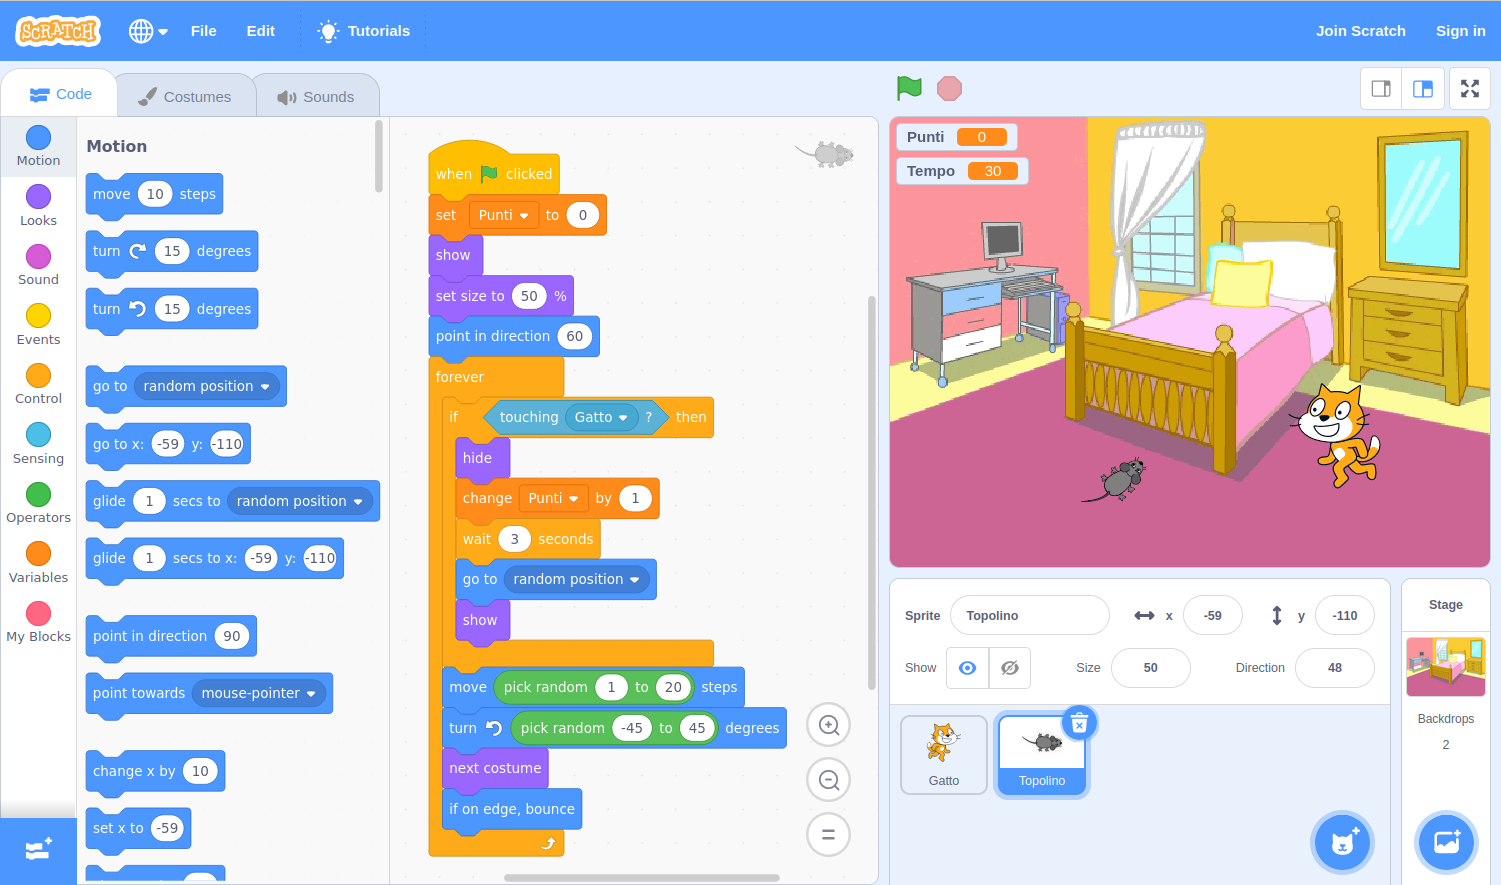 SCRATCH File Edit Tutorials Join Scratch Sign in
Code Costumes Sounds
Motion
Looks
Sound
Events
Control
Sensing
Operators
Variables
My Blocks
Motion
move 10 steps
turn 15 degrees
turn 15 degrees
go to random position
go to x: -59 y: -110
glide 1 secs to random position
glide 1 secs to x: -59 y: -110
point in direction 90
point towards mouse-pointer
change x by 10
set x to -59
when clicked
set Punti to 0
show
set size to 50 %
point in direction 60
forever
if touching Gatto ? then
hide
change Punti by 1
wait 3 seconds
go to random position
show
move pick random 1 to 20 steps
turn pick random -45 to 45 degrees
next costume
if on edge, bounce
Punti 0
Tempo 30
Sprite Topolino x -59 y -110
Show Size 50 Direction 48
Gatto
Topolino
Stage
Backdrops
2